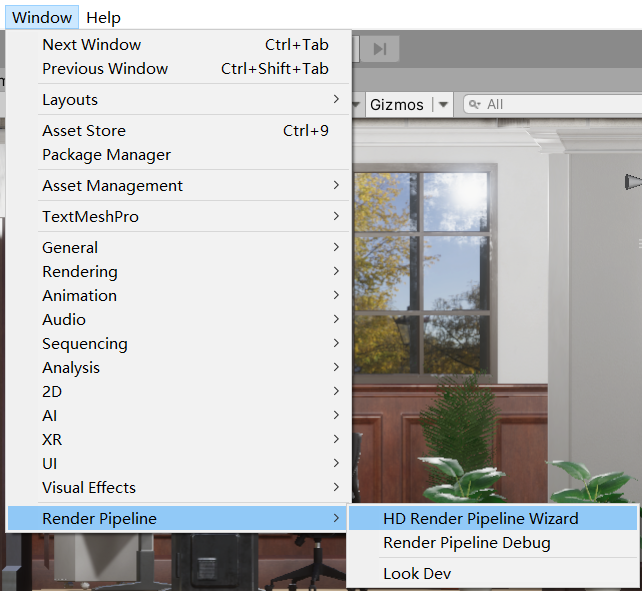 Window Help
Next Window Ctrl+Tab
Previous Window Ctrl+Shift+Tab
Layouts
Gizmos All
Asset Store Ctrl+9
Package Manager
Asset Management
TextMeshPro
General
Rendering
Animation
Audio
Sequencing
Analysis
2D
AI
XR
UI
Visual Effects
Render Pipeline
HD Render Pipeline Wizard
Render Pipeline Debug
Look Dev